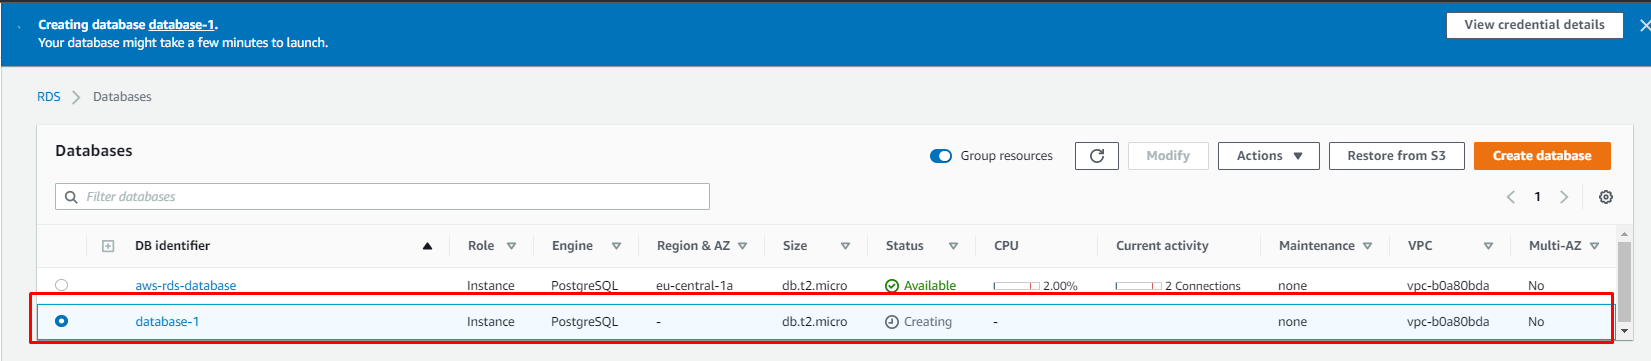 Creating database database-1.
Your database might take a few minutes to launch.
View credential details
RDS Databases
Databases
Group resources
Modify
Actions
Restore from S3
Create database
Filter databases
1
DB identifier Role Engine Region & AZ Size Status CPU Current activity Maintenance VPC Multi-AZ
aws-rds-database Instance PostgreSQL eu-central-1a db.t2.micro Available 2.00% 2 Connections none vpc-b0a80bda No
database-1 Instance PostgreSQL - db.t2.micro Creating - none vpc-b0a80bda No